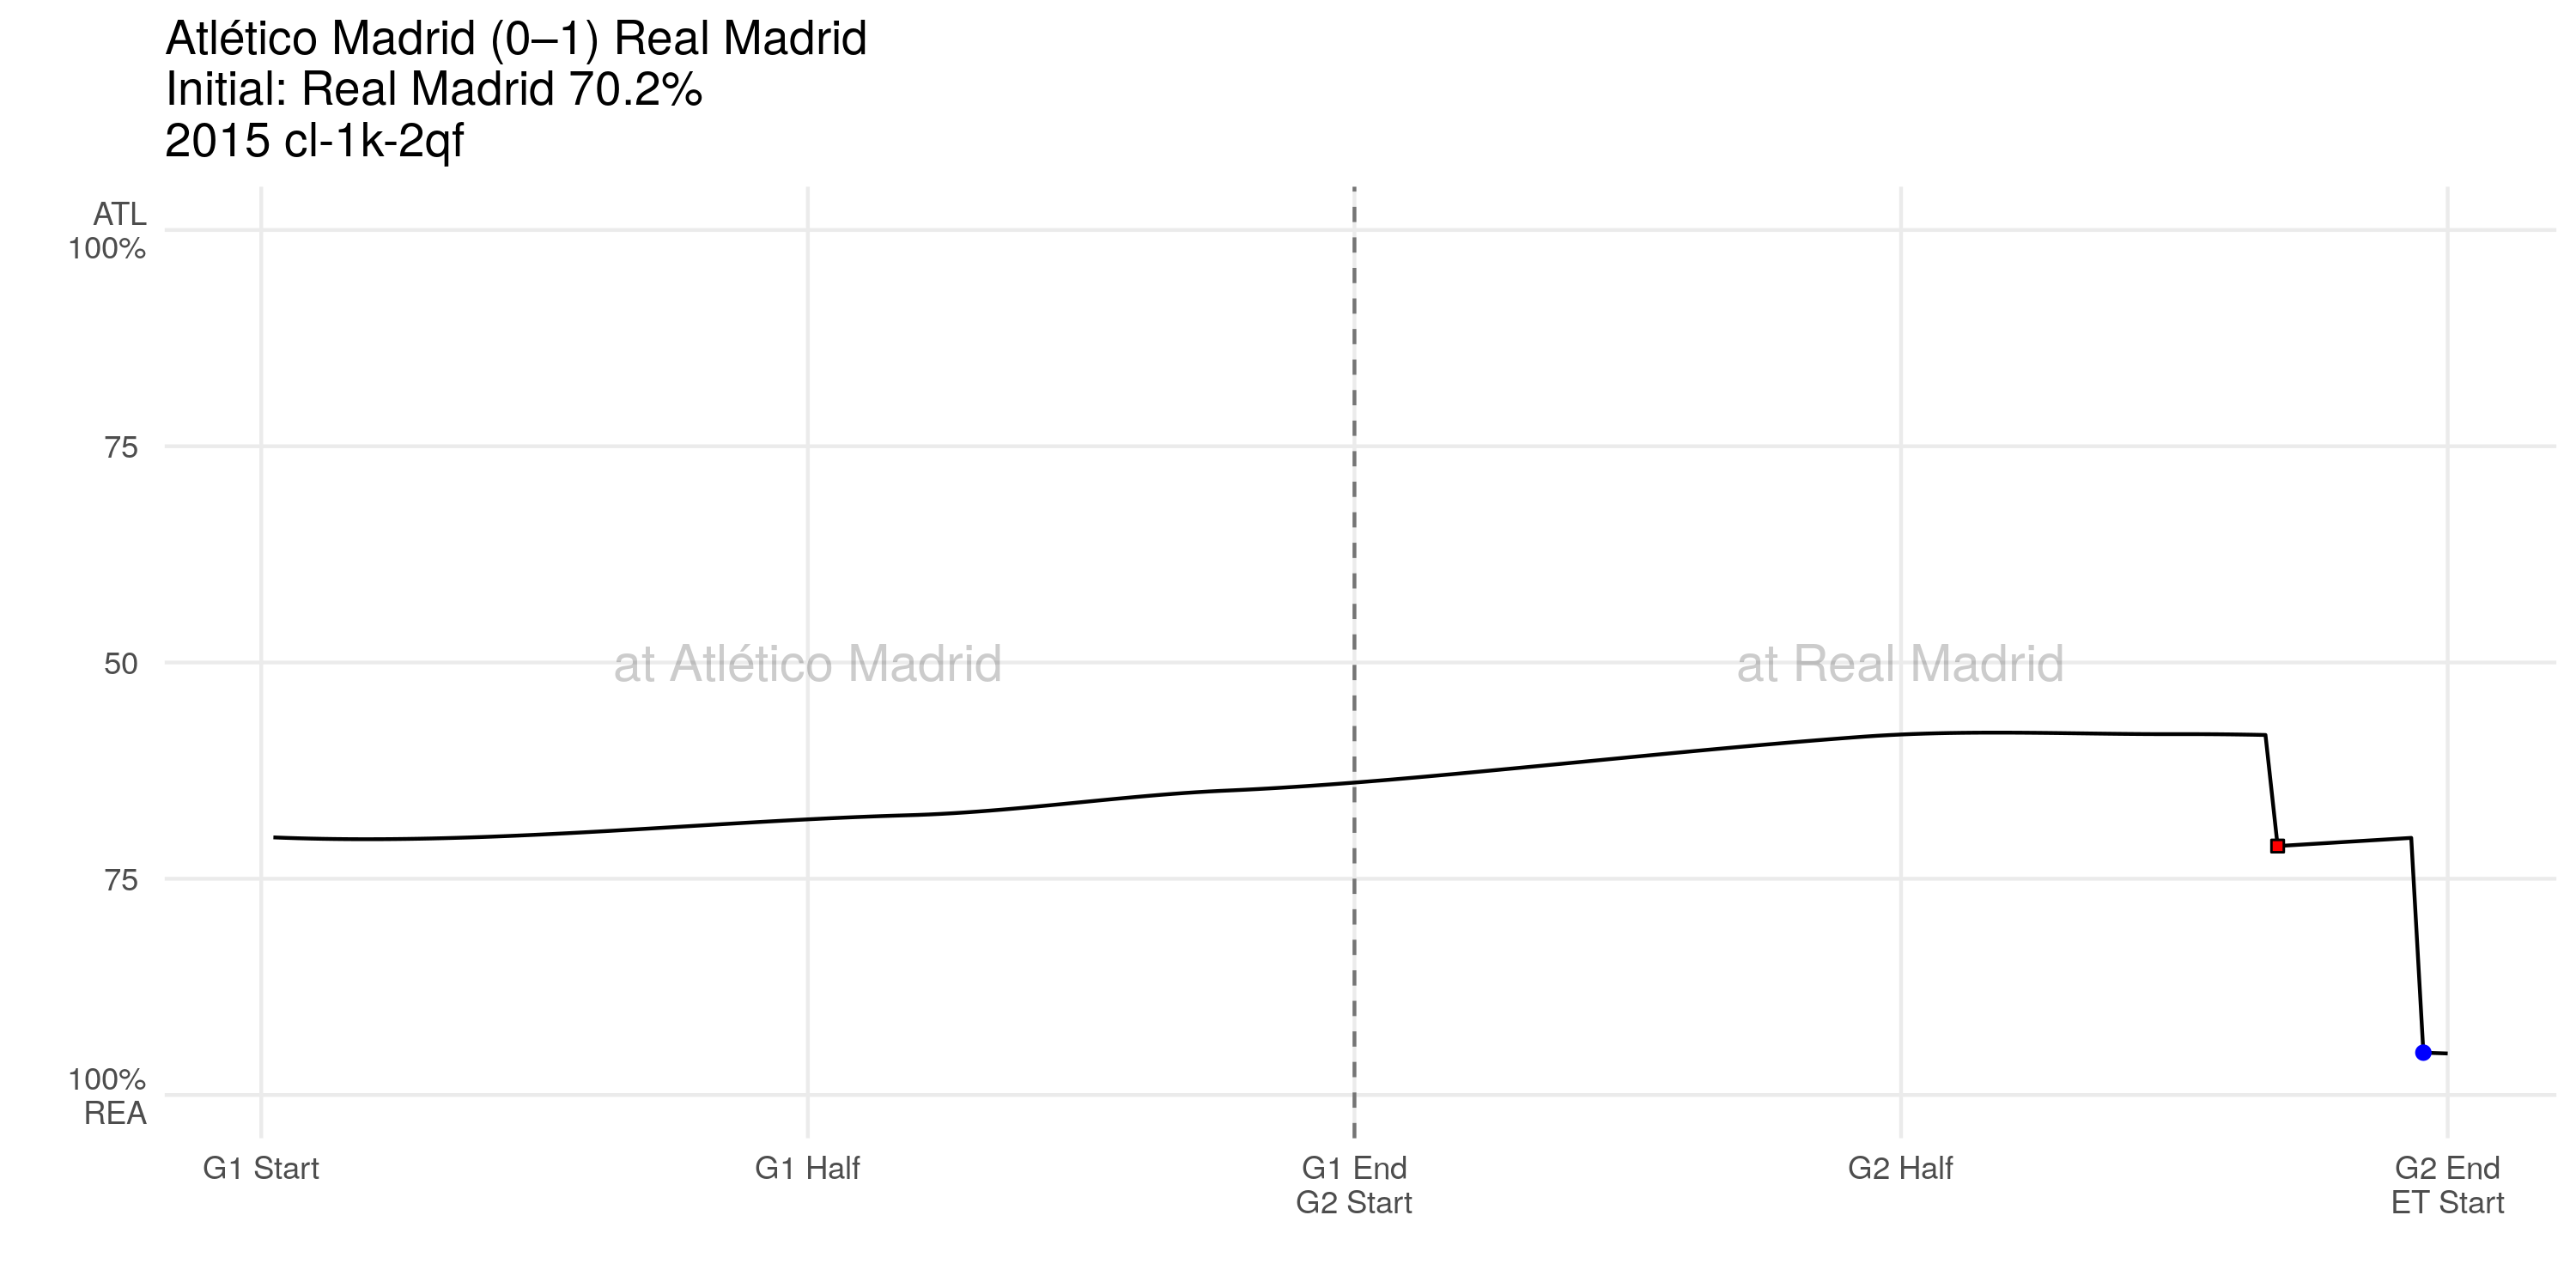 Atlético Madrid (0–1) Real Madrid
Initial: Real Madrid 70.2%
2015 cl-1k-2qf
ATL
100%
75
50
75
100%
REA
at Atlético Madrid
at Real Madrid
G1 Start
G1 Half
G1 End
G2 Start
G2 Half
G2 End
ET Start